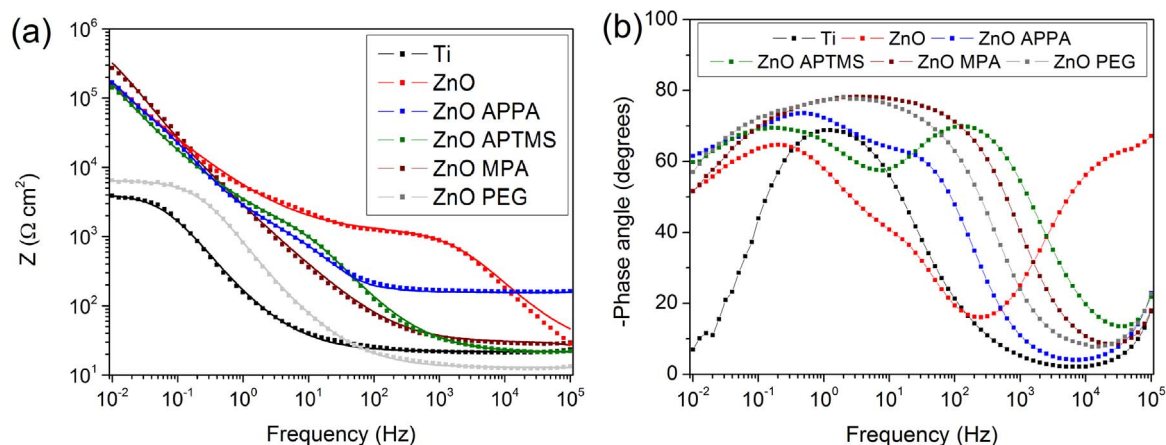 (a)
10^6
10^5
10^4
10^3
10^2
10^1
Z (Ω cm^2)
Ti
ZnO
ZnO APPA
ZnO APTMS
ZnO MPA
ZnO PEG
10^-2 10^-1 10^0 10^1 10^2 10^3 10^4 10^5
Frequency (Hz)
(b)
100
80
60
40
20
0
-Phase angle (degrees)
Ti ZnO ZnO APPA
ZnO APTMS ZnO MPA ZnO PEG
10^-2 10^-1 10^0 10^1 10^2 10^3 10^4 10^5
Frequency (Hz)